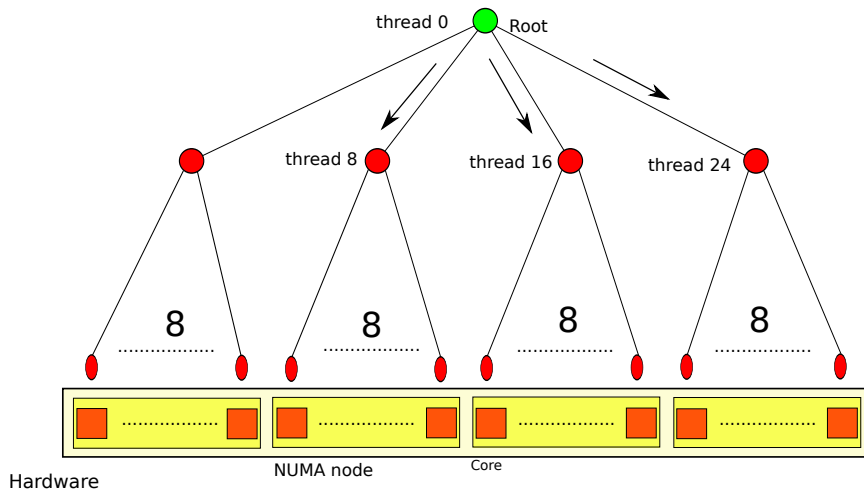 thread 0
Root
thread 8
thread 16
thread 24
8
8
8
8
NUMA node
Core
Hardware